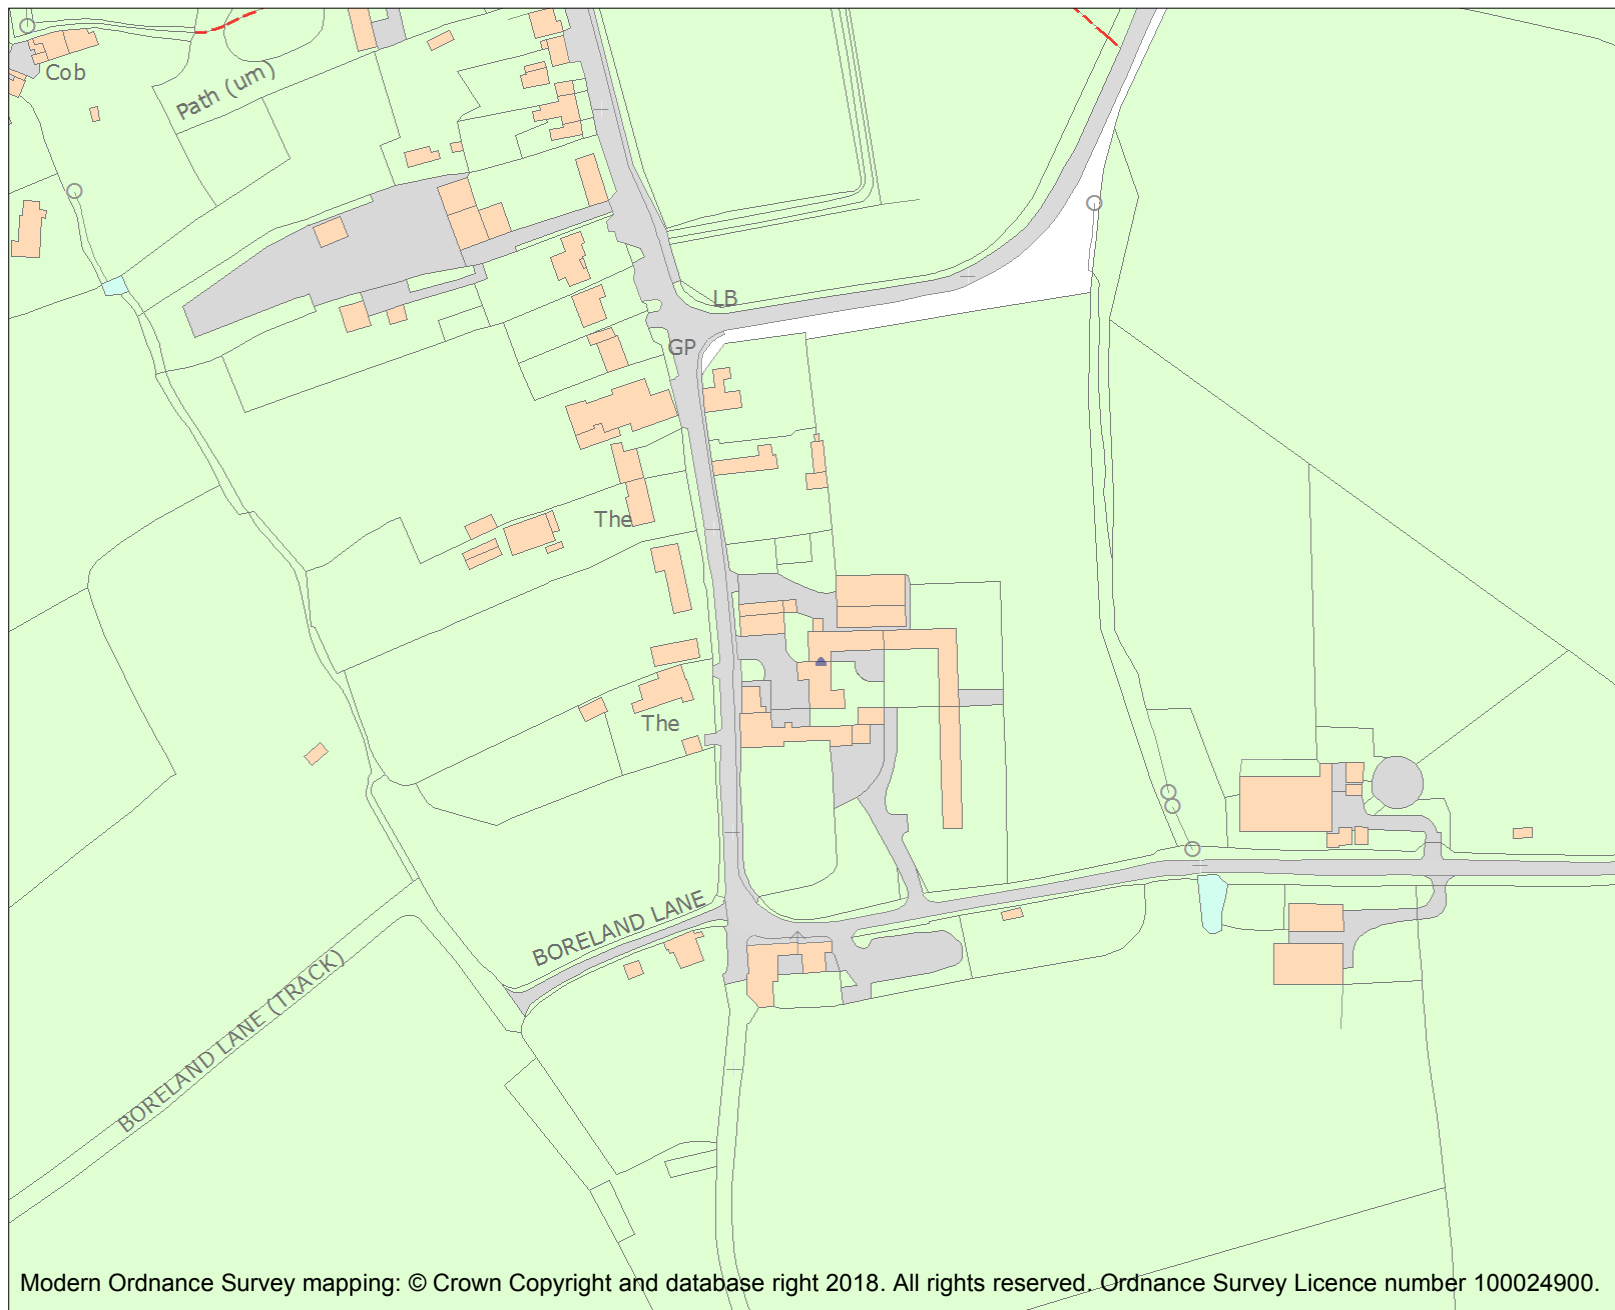 Cob
Path (um)
LB
GP
The
The
BORELAND LANE
BORELAND LANE (TRACK)
Modern Ordnance Survey mapping: © Crown Copyright and database right 2018. All rights reserved. Ordnance Survey Licence number 100024900.